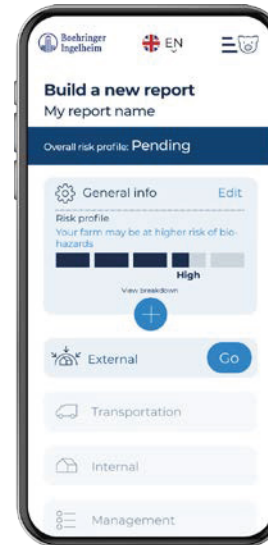 Boehringer
Ingelheim
EN
Build a new report
My report name
Overall risk profile: Pending
General info
Edit
Risk profile
Your farm may be at higher risk of bio-
hazards
High
View breakdown
External
Go
Transportation
Internal
Management